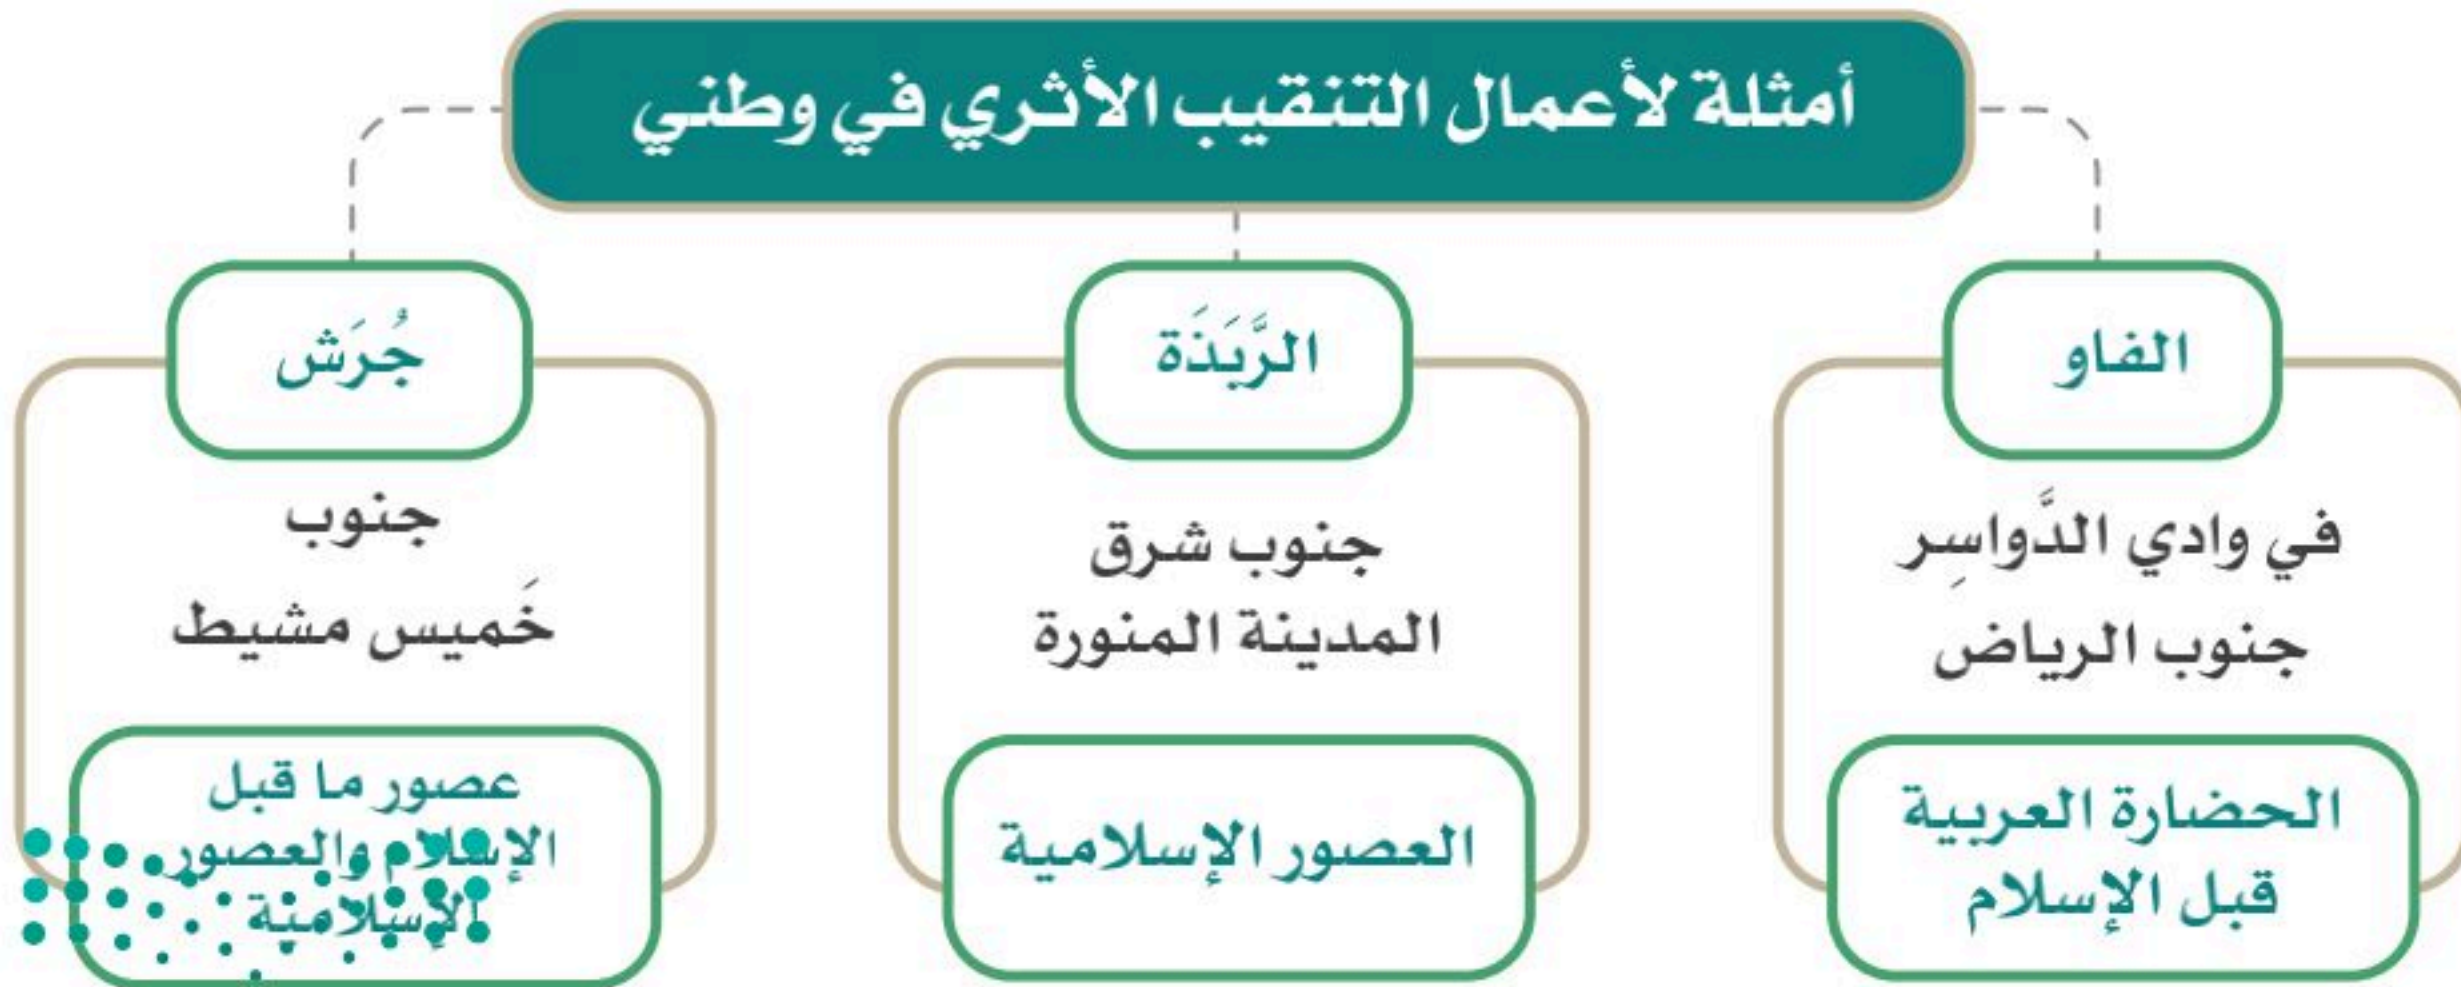 أمثلة لأعمال التنقيب الأثري في وطني
الفاو
في وادي الدَّواسِر
جنوب الرياض
الحضارة العربية
قبل الإسلام
الرَّبَذَة
جنوب شرق
المدينة المنورة
العصور الإسلامية
جُرَش
جنوب
خَميس مشيط
عصور ما قبل
الإسلام والعصور
الإسلامية